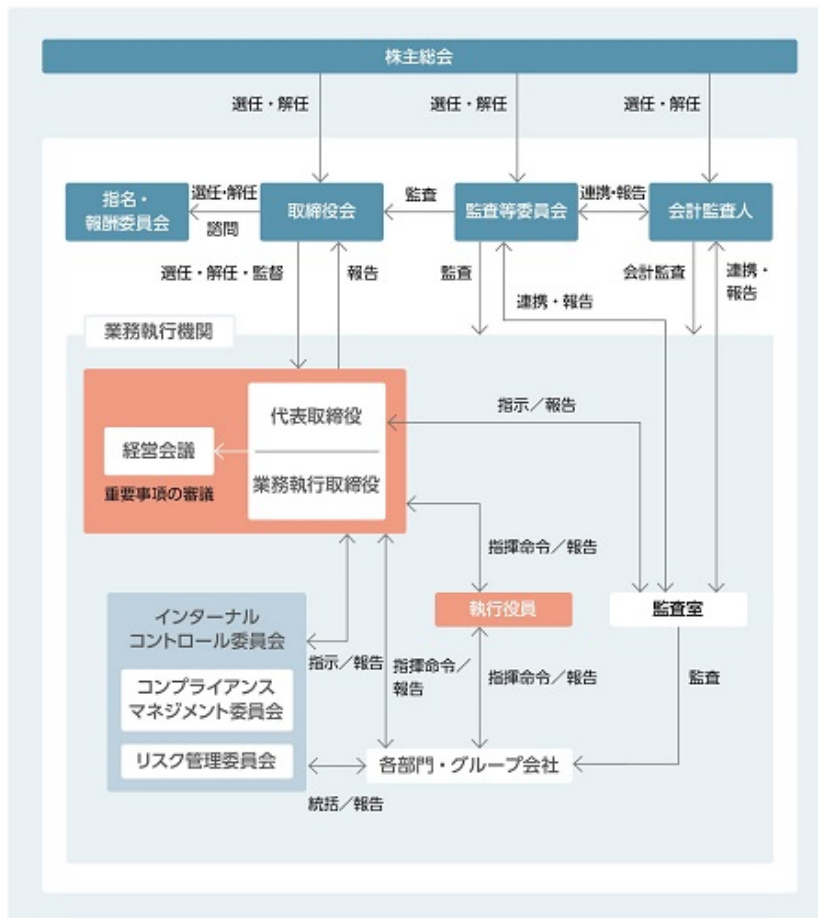 株主総会
選任・解任
選任・解任
選任・解任
指名・
報酬委員会
選任・解任
諮問
取締役会
監査
監査等委員会
連携・報告
会計監査人
選任・解任・監督
報告
監査
連携・報告
会計監査
連携・
報告
業務執行機関
代表取締役
業務執行取締役
経営会議
重要事項の審議
指示／報告
指揮命令／報告
執行役員
監査室
インターナル
コントロール委員会
コンプライアンス
マネジメント委員会
リスク管理委員会
指示／報告
指揮命令／
報告
指揮命令／報告
監査
各部門・グループ会社
統括／報告